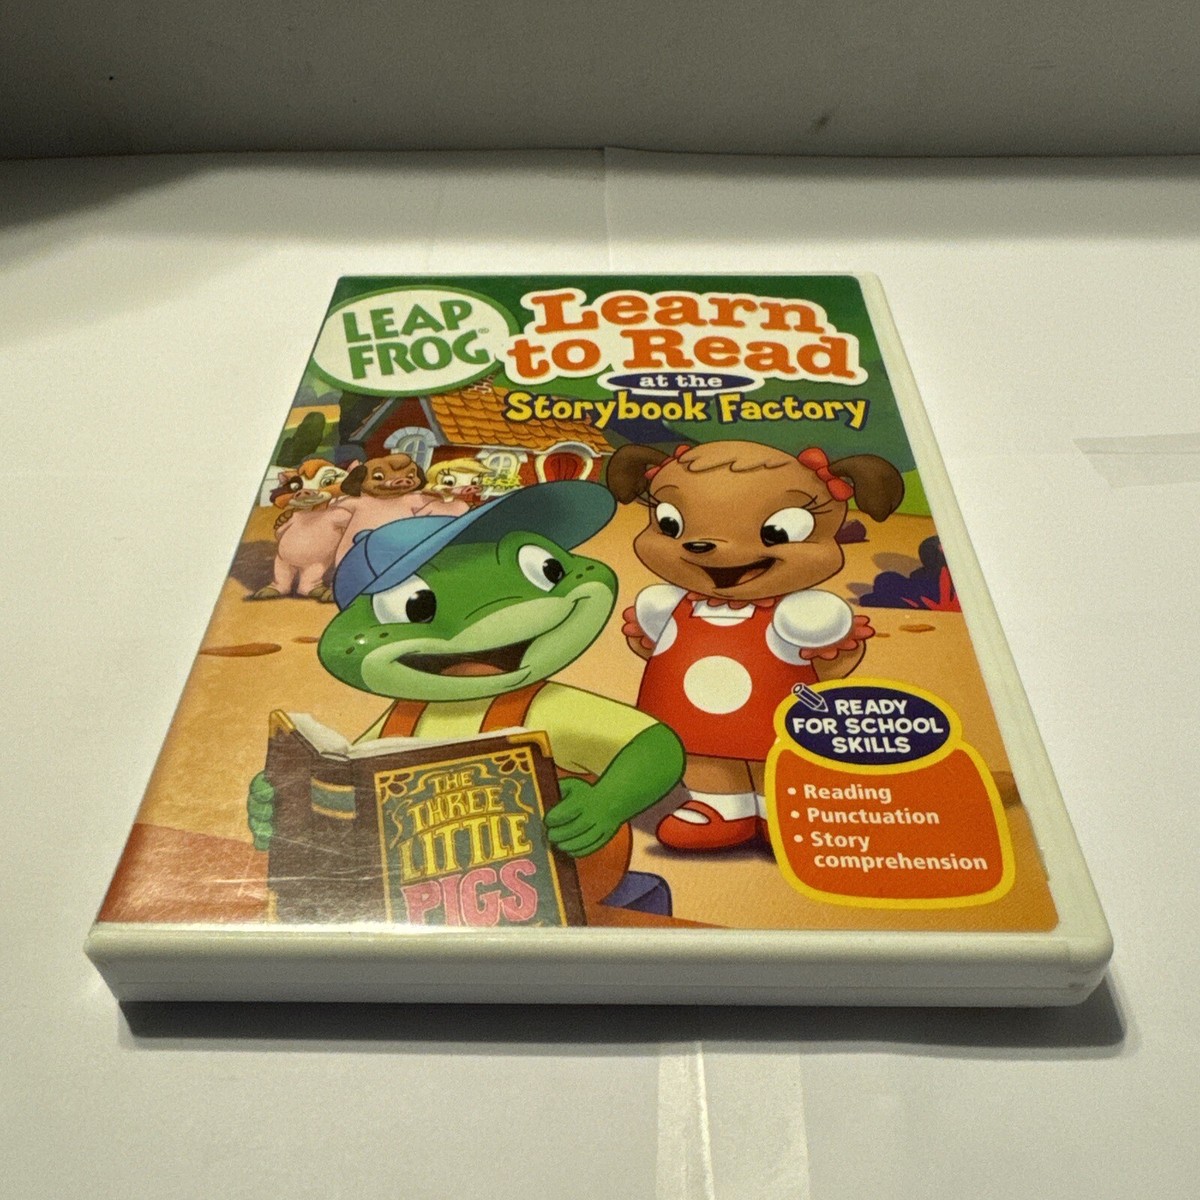 LEAP
FROG®
Learn
to Read
at the
Storybook Factory
THE
THREE
LITTLE
PIGS
READY
FOR SCHOOL
SKILLS
• Reading
• Punctuation
• Story
comprehension